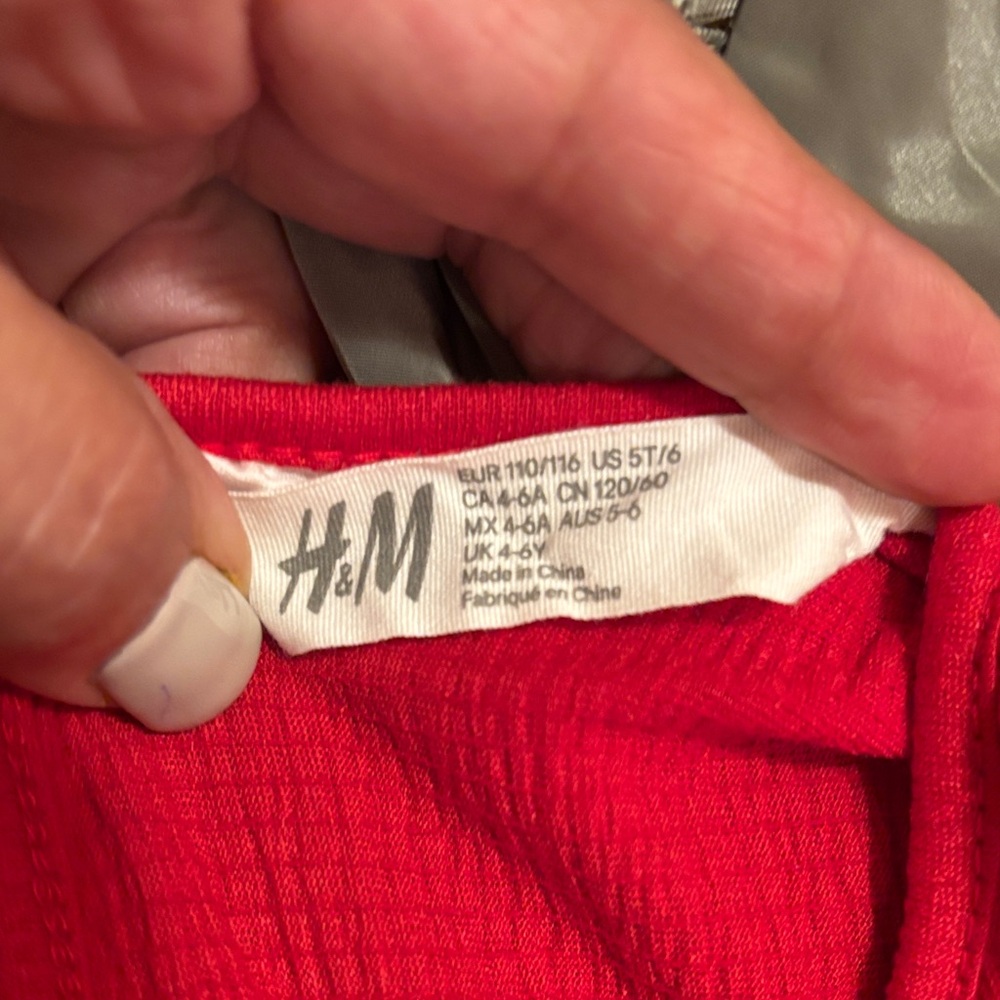 H&M
EUR 110/116 US 5T/6
CA 4-6A CN 120/60
MX 4-6A AUS 5-6
UK 4-6Y
Made in China
Fabriqué en Chine